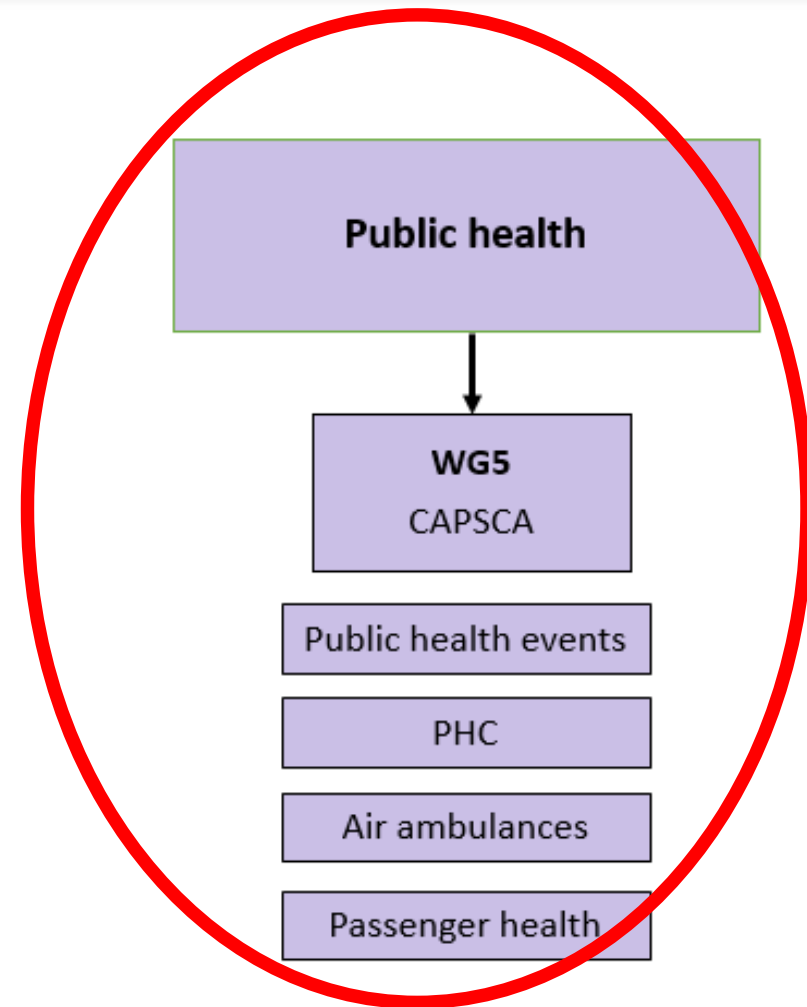 Public health
WG5
CAPSCA
Public health events
PHC
Air ambulances
Passenger health